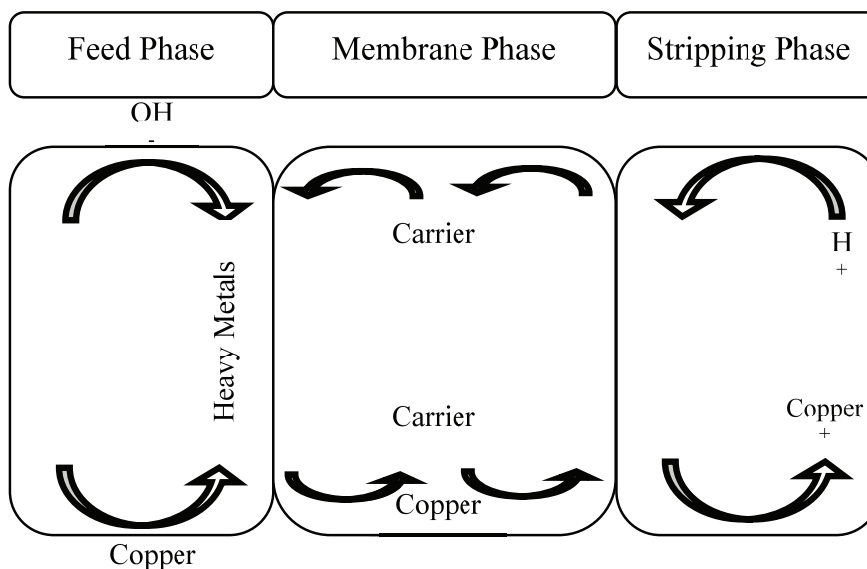 Feed Phase
Membrane Phase
Stripping Phase
OH
-
Carrier
H
+
Heavy Metals
Carrier
Copper
+
Copper
Copper